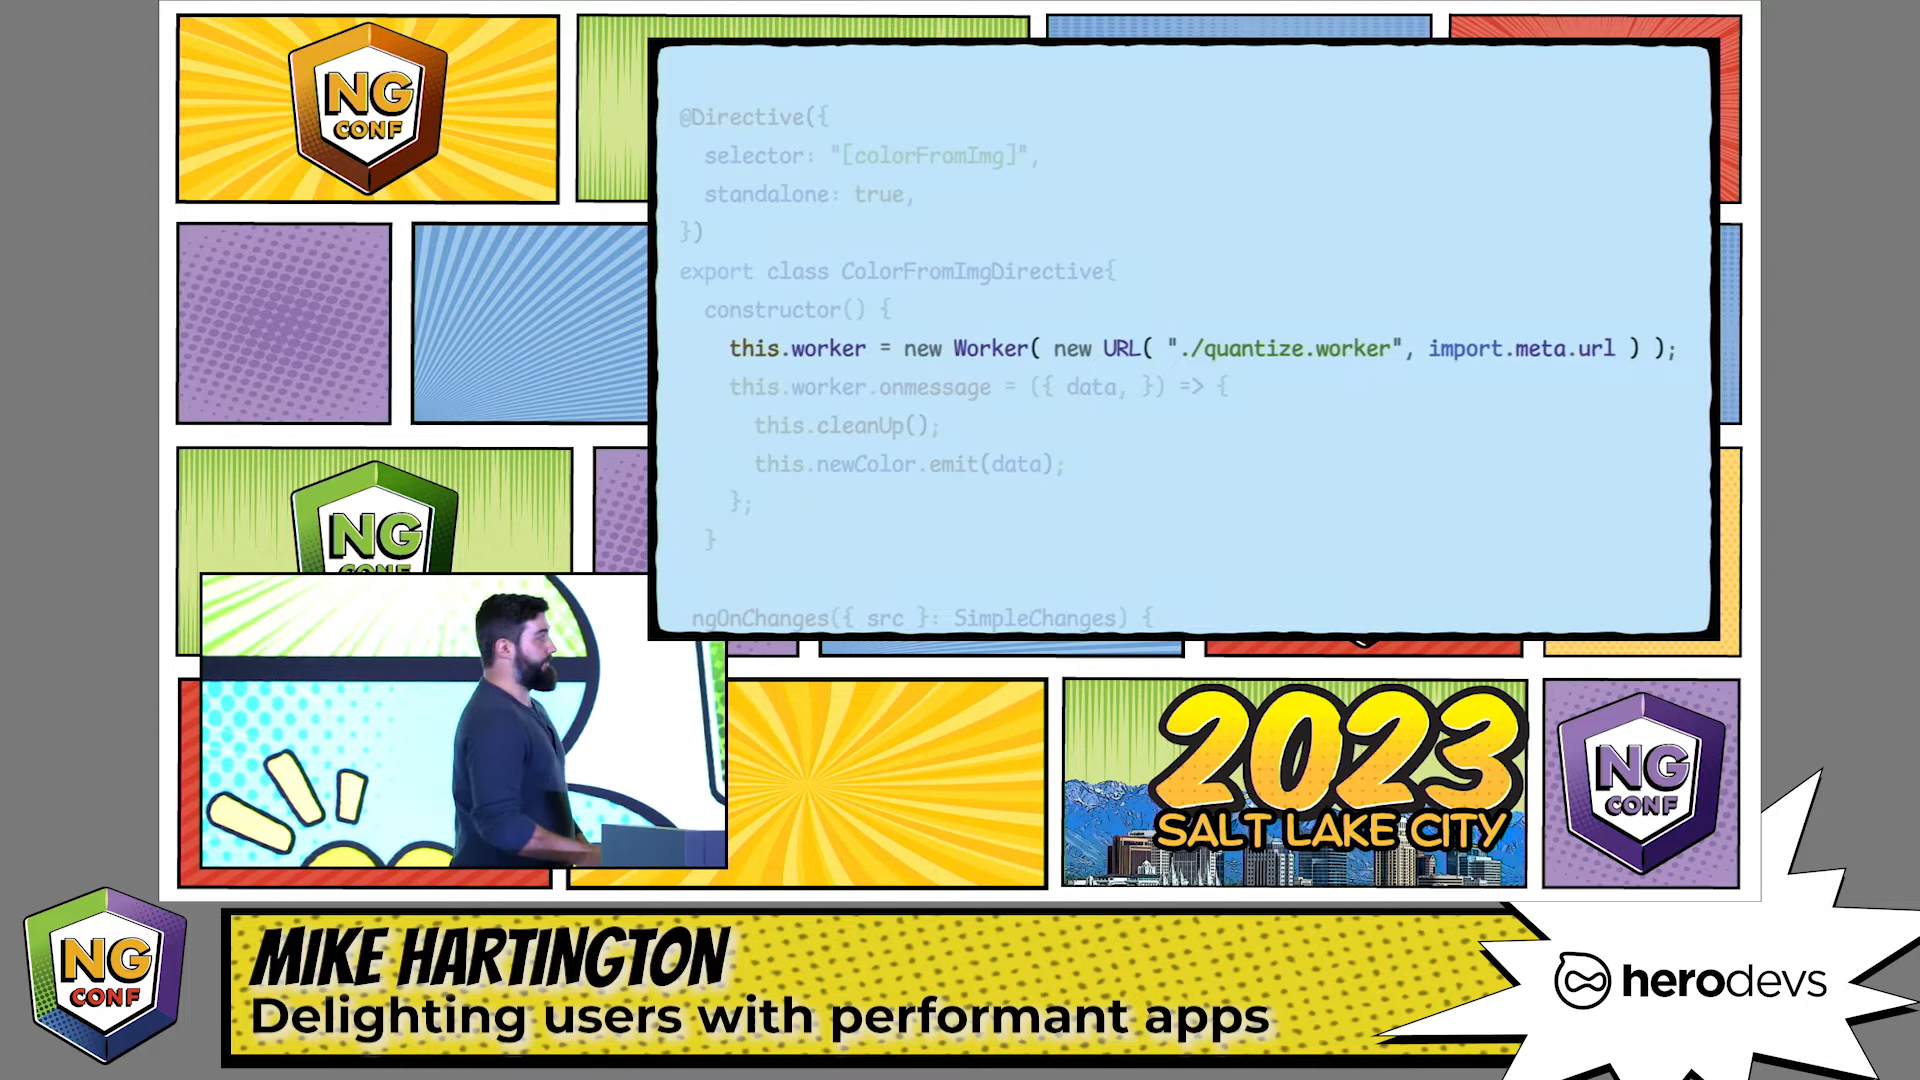 NG
CONF
@Directive({
selector: "[colorFromImg]",
standalone: true,
})
export class ColorFromImgDirective{
constructor() {
this.worker = new Worker( new URL( "./quantize.worker", import.meta.url ) );
this.worker.onmessage = ({ data, }) => {
this.cleanUp();
this.newColor.emit(data);
};
}
ngOnChanges({ src }: SimpleChanges) {
NG
CONF
2023
SALT LAKE CITY
NG
CONF
NG
CONF
MIKE HARTINGTON
Delighting users with performant apps
herodevs